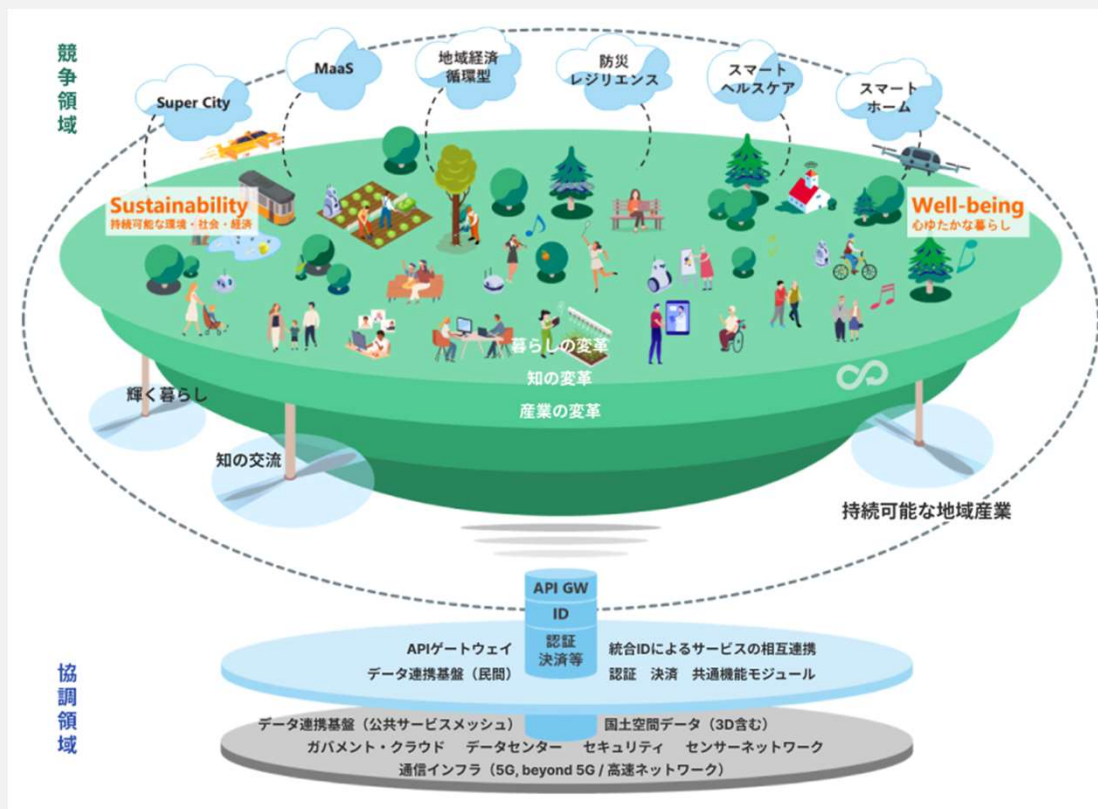 競争領域
Super City
MaaS
地域経済
循環型
防災
レジリエンス
スマート
ヘルスケア
スマート
ホーム
Sustainability
持続可能な環境・社会・経済
Well-being
心ゆたかな暮らし
暮らしの変革
知の変革
産業の変革
輝く暮らし
知の交流
持続可能な地域産業
協調領域
API GW
ID
認証
決済等
APIゲートウェイ
データ連携基盤（民間）
統合IDによるサービスの相互連携
認証 決済 共通機能モジュール
データ連携基盤（公共サービスメッシュ） 国土空間データ（3D含む）
ガバメント・クラウド データセンター セキュリティ センサーネットワーク
通信インフラ（5G, beyond 5G / 高速ネットワーク）